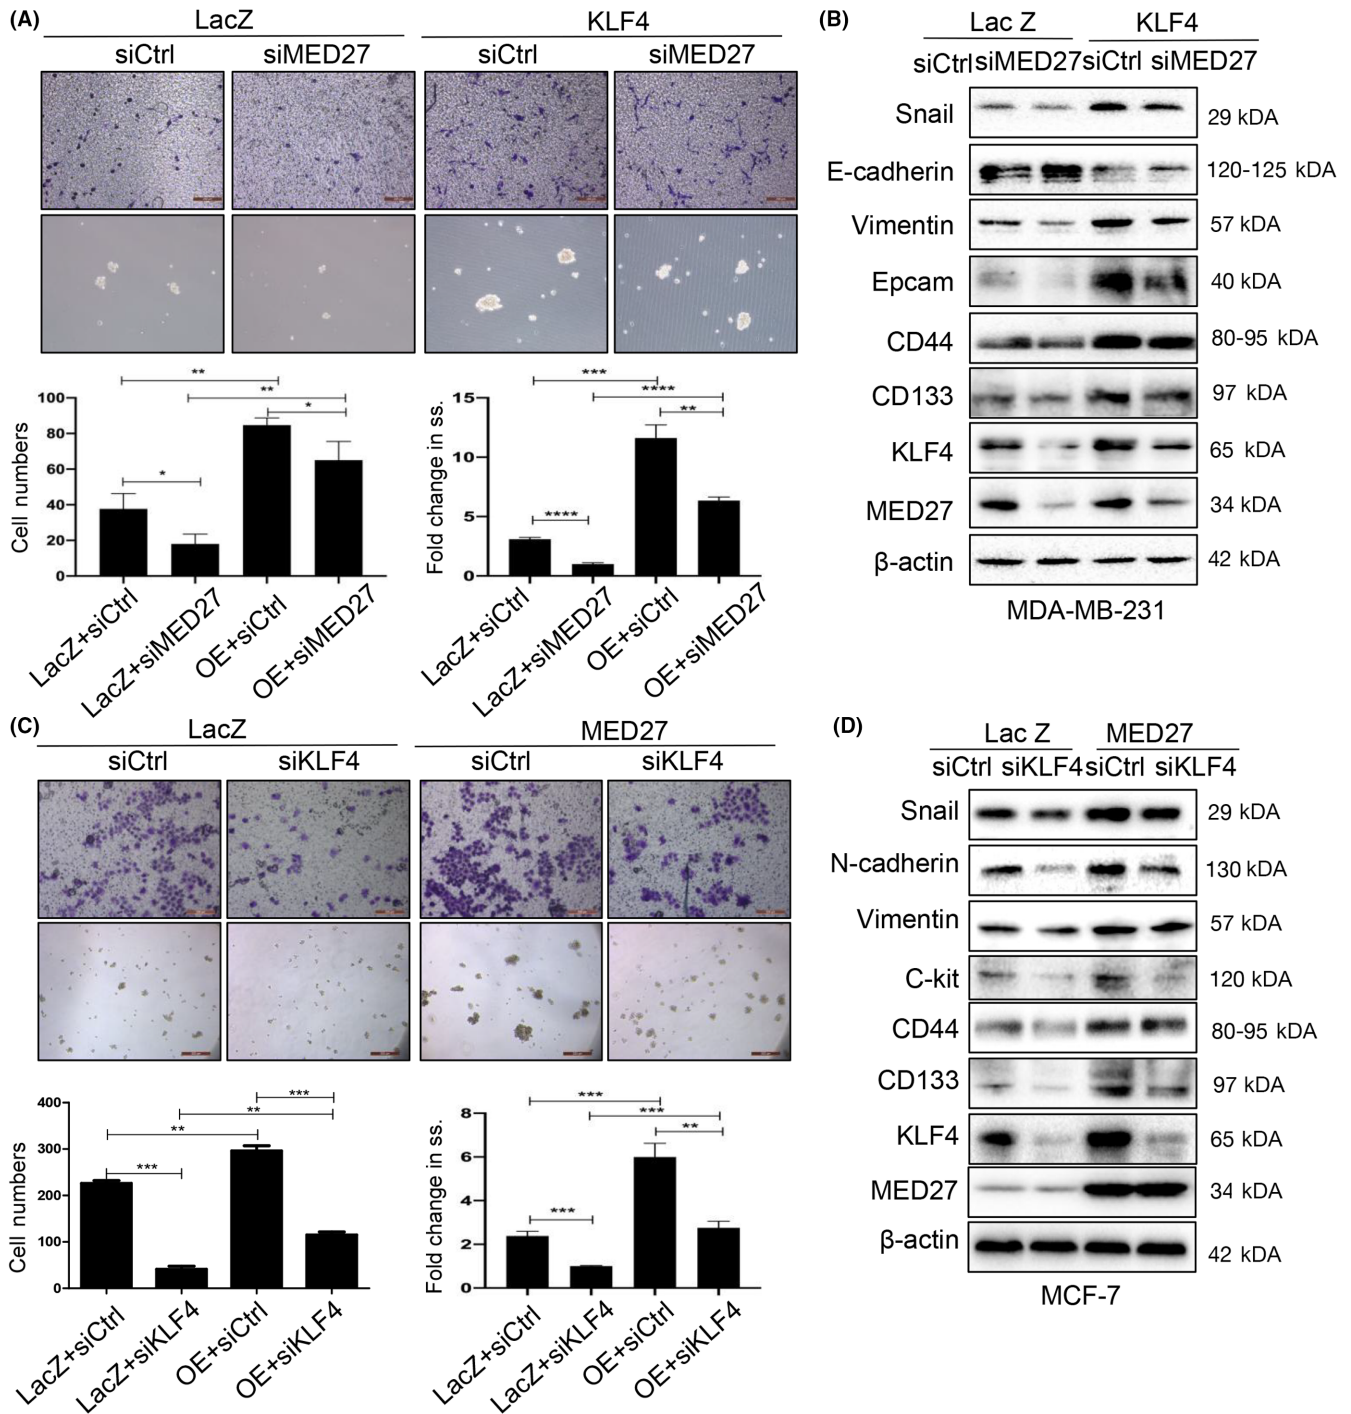 (A)
LacZ KLF4
siCtrl siMED27 siCtrl siMED27
** ** *
*
100
80
60
40
20
0
Cell numbers
LacZ+siCtrl
LacZ+siMED27
OE+siCtrl
OE+siMED27
*** **** **
****
15
10
5
0
Fold change in ss.
LacZ+siCtrl
LacZ+siMED27
OE+siCtrl
OE+siMED27
(B)
Lac Z KLF4
siCtrl siMED27 siCtrl siMED27
Snail 29 kDA
E-cadherin 120-125 kDA
Vimentin 57 kDA
Epcam 40 kDA
CD44 80-95 kDA
CD133 97 kDA
KLF4 65 kDA
MED27 34 kDA
β-actin 42 kDA
MDA-MB-231
(C)
LacZ MED27
siCtrl siKLF4 siCtrl siKLF4
*** ** **
***
400
300
200
100
0
Cell numbers
LacZ+siCtrl
LacZ+siKLF4
OE+siCtrl
OE+siKLF4
*** *** **
***
8
6
4
2
0
Fold change in ss.
LacZ+siCtrl
LacZ+siKLF4
OE+siCtrl
OE+siKLF4
(D)
Lac Z MED27
siCtrl siKLF4 siCtrl siKLF4
Snail 29 kDA
N-cadherin 130 kDA
Vimentin 57 kDA
C-kit 120 kDA
CD44 80-95 kDA
CD133 97 kDA
KLF4 65 kDA
MED27 34 kDA
β-actin 42 kDA
MCF-7